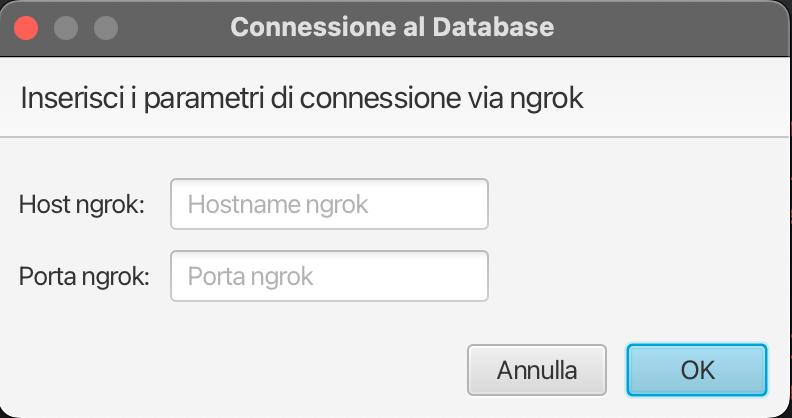 Connessione al Database
Inserisci i parametri di connessione via ngrok
Host ngrok: Hostname ngrok
Porta ngrok: Porta ngrok
Annulla OK